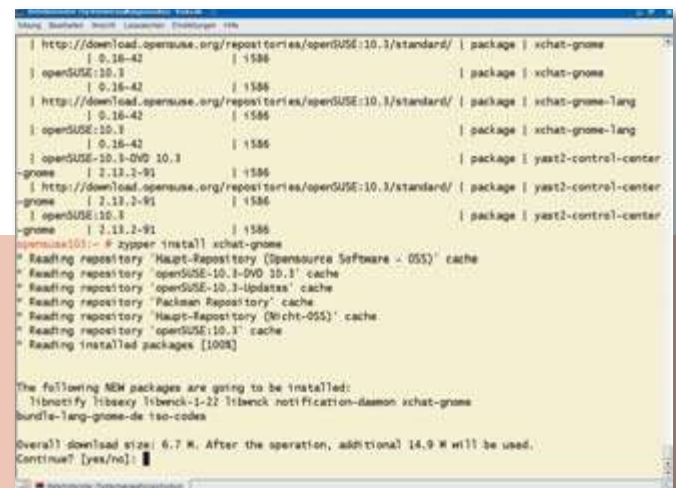 Sitzung Bearbeiten Ansicht Lesezeichen Einstellungen Hilfe
| http://download.opensuse.org/repositories/openSUSE:10.3/standard/ | package | xchat-gnome
| 0.16-42 | i586
| openSUSE:10.3 | package | xchat-gnome
| 0.16-42 | i586
| http://download.opensuse.org/repositories/openSUSE:10.3/standard/ | package | xchat-gnome-lang
| 0.16-42 | i586
| openSUSE:10.3 | package | xchat-gnome-lang
| 0.16-42 | i586
| openSUSE-10.3-DVD 10.3 | package | yast2-control-center
-gnome | 2.13.2-91 | i586
| http://download.opensuse.org/repositories/openSUSE:10.3/standard/ | package | yast2-control-center
-gnome | 2.13.2-91 | i586
| openSUSE:10.3 | package | yast2-control-center
-gnome | 2.13.2-91 | i586
opensuse103:~ # zypper install xchat-gnome
* Reading repository 'Haupt-Repository (Opensource Software - OSS)' cache
* Reading repository 'openSUSE-10.3-DVD 10.3' cache
* Reading repository 'openSUSE-10.3-Updates' cache
* Reading repository 'Packman Repository' cache
* Reading repository 'Haupt-Repository (Nicht-OSS)' cache
* Reading repository 'openSUSE:10.3' cache
* Reading installed packages [100%]
The following NEW packages are going to be installed:
libnotify libsexy libwnck-1-22 libwnck notification-daemon xchat-gnome
bundle-lang-gnome-de iso-codes
Overall download size: 6.7 M. After the operation, additional 14.9 M will be used.
Continue? [yes/no]: